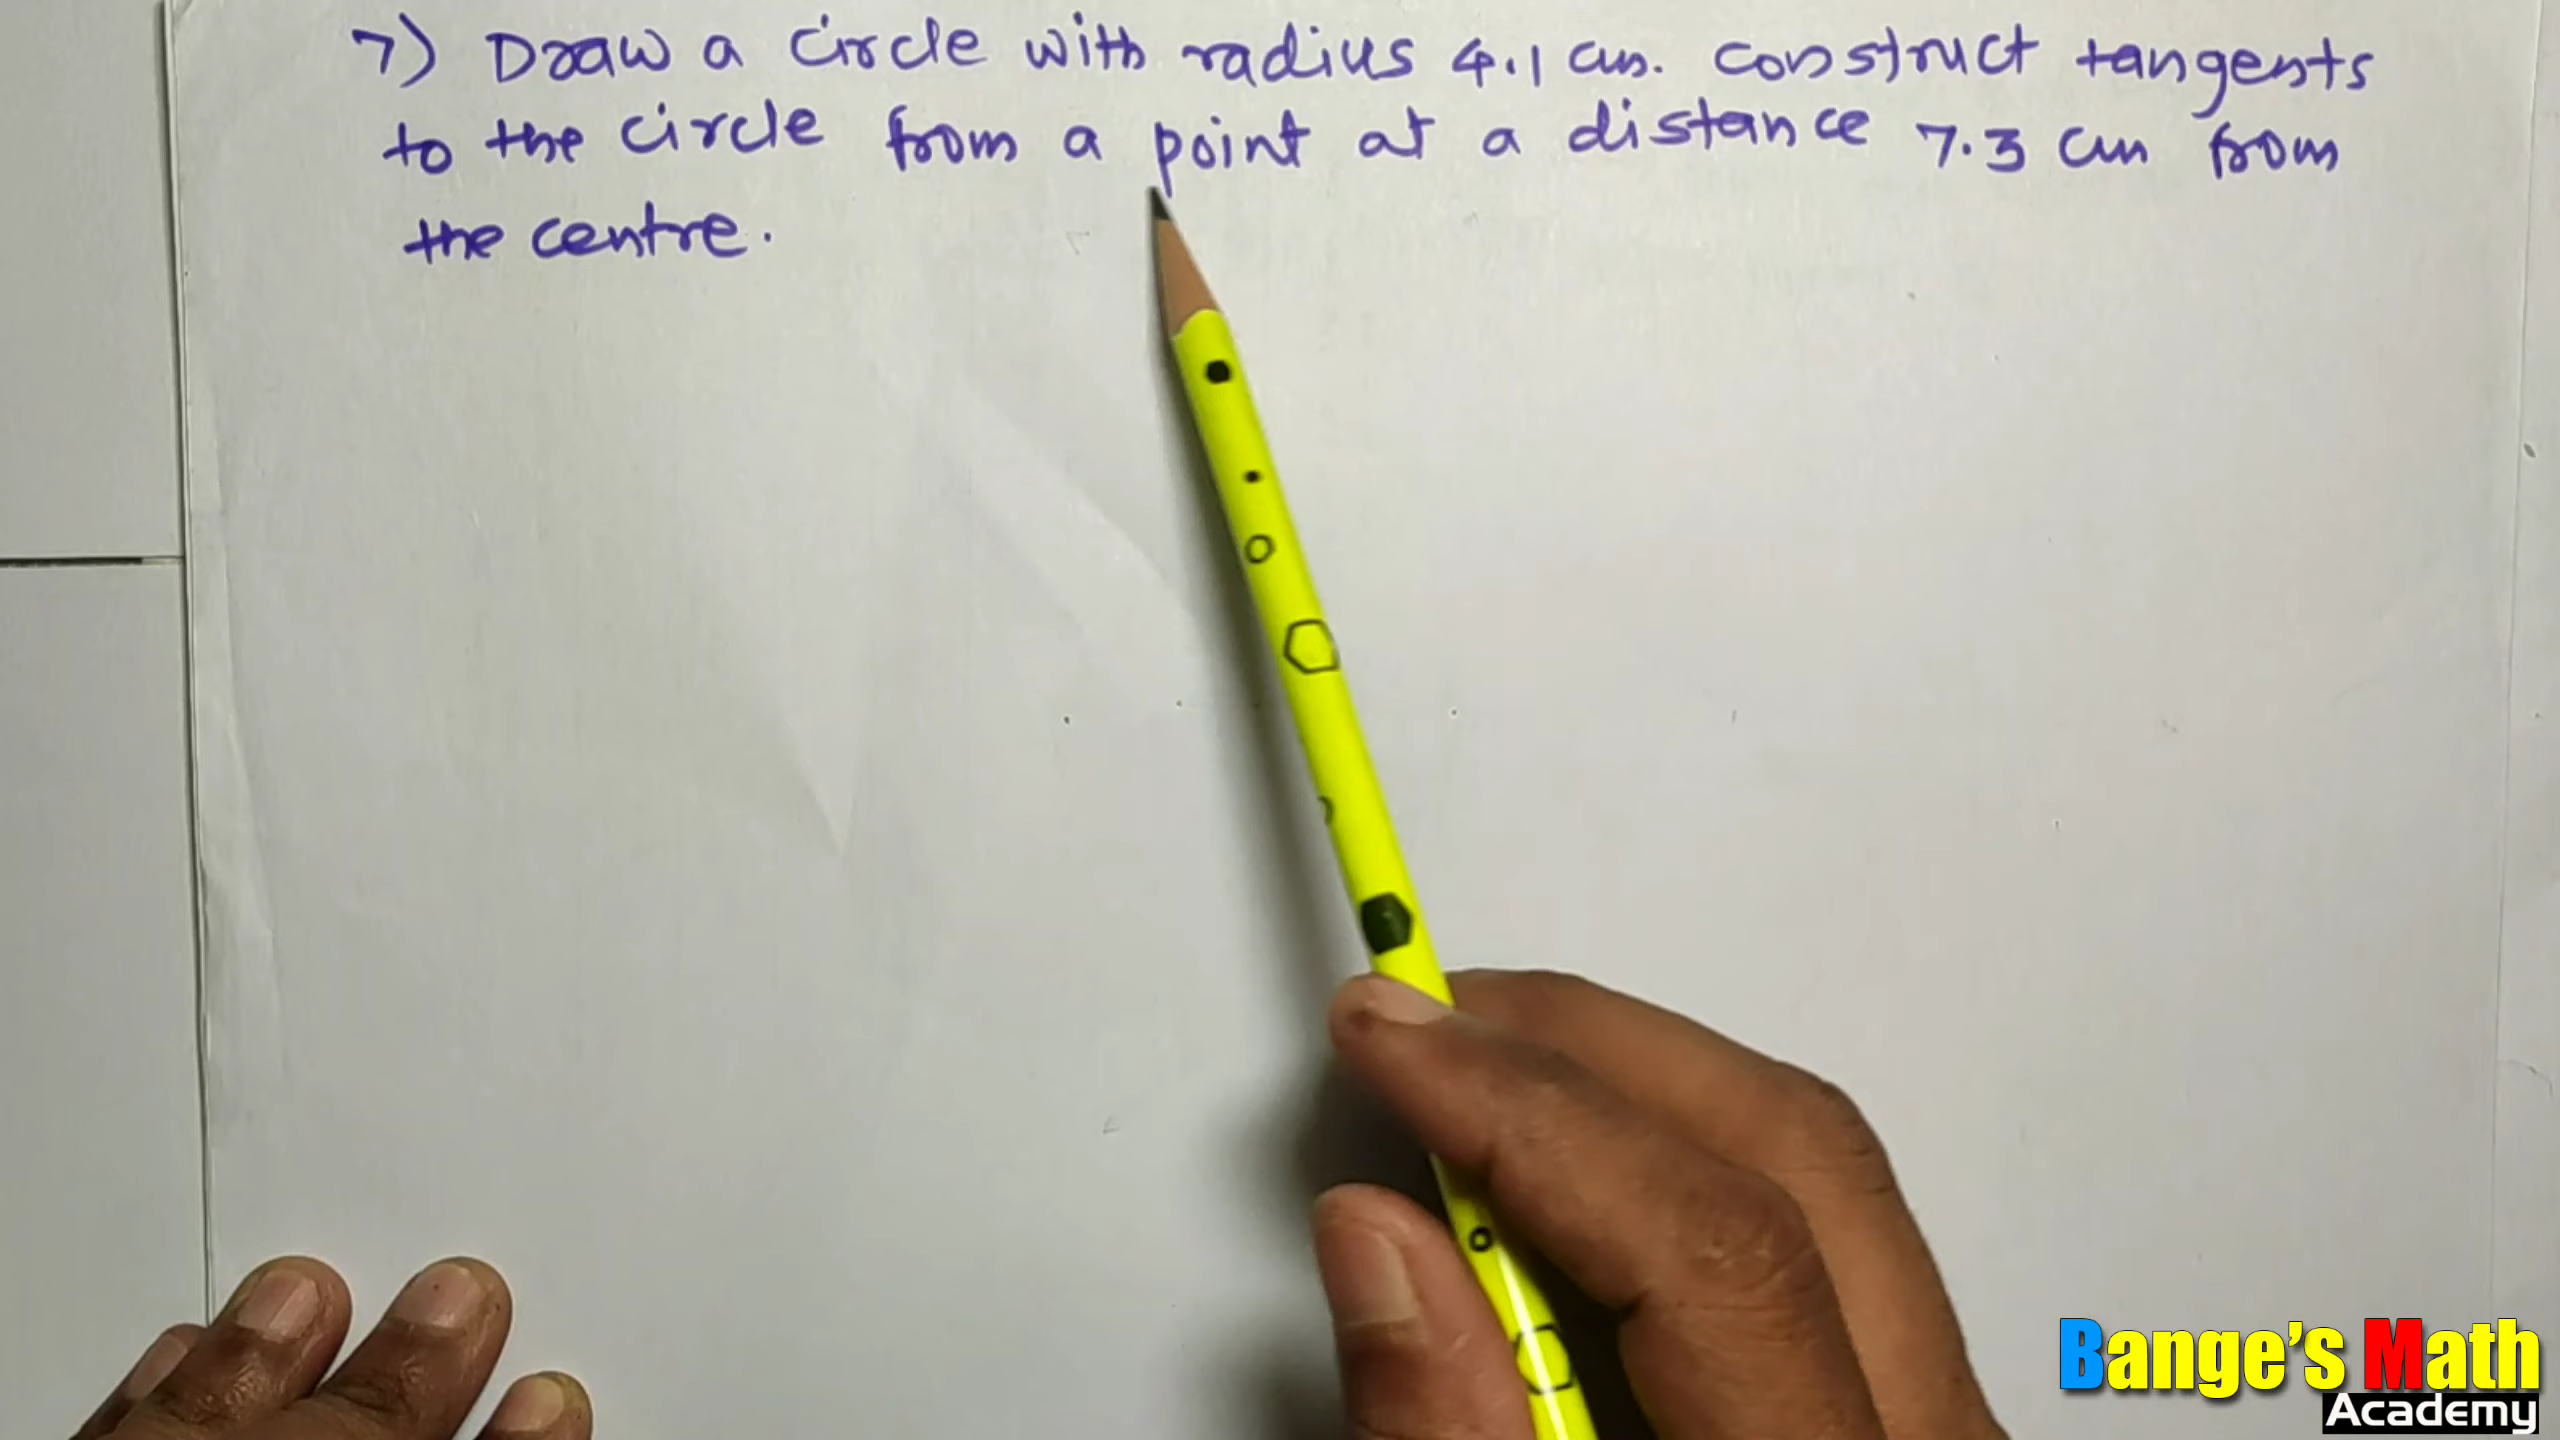 7) Draw a circle with radius 4.1 cm. construct tangents
to the circle from a point at a distance 7.3 cm from
the centre.
Bange's Math
Academy